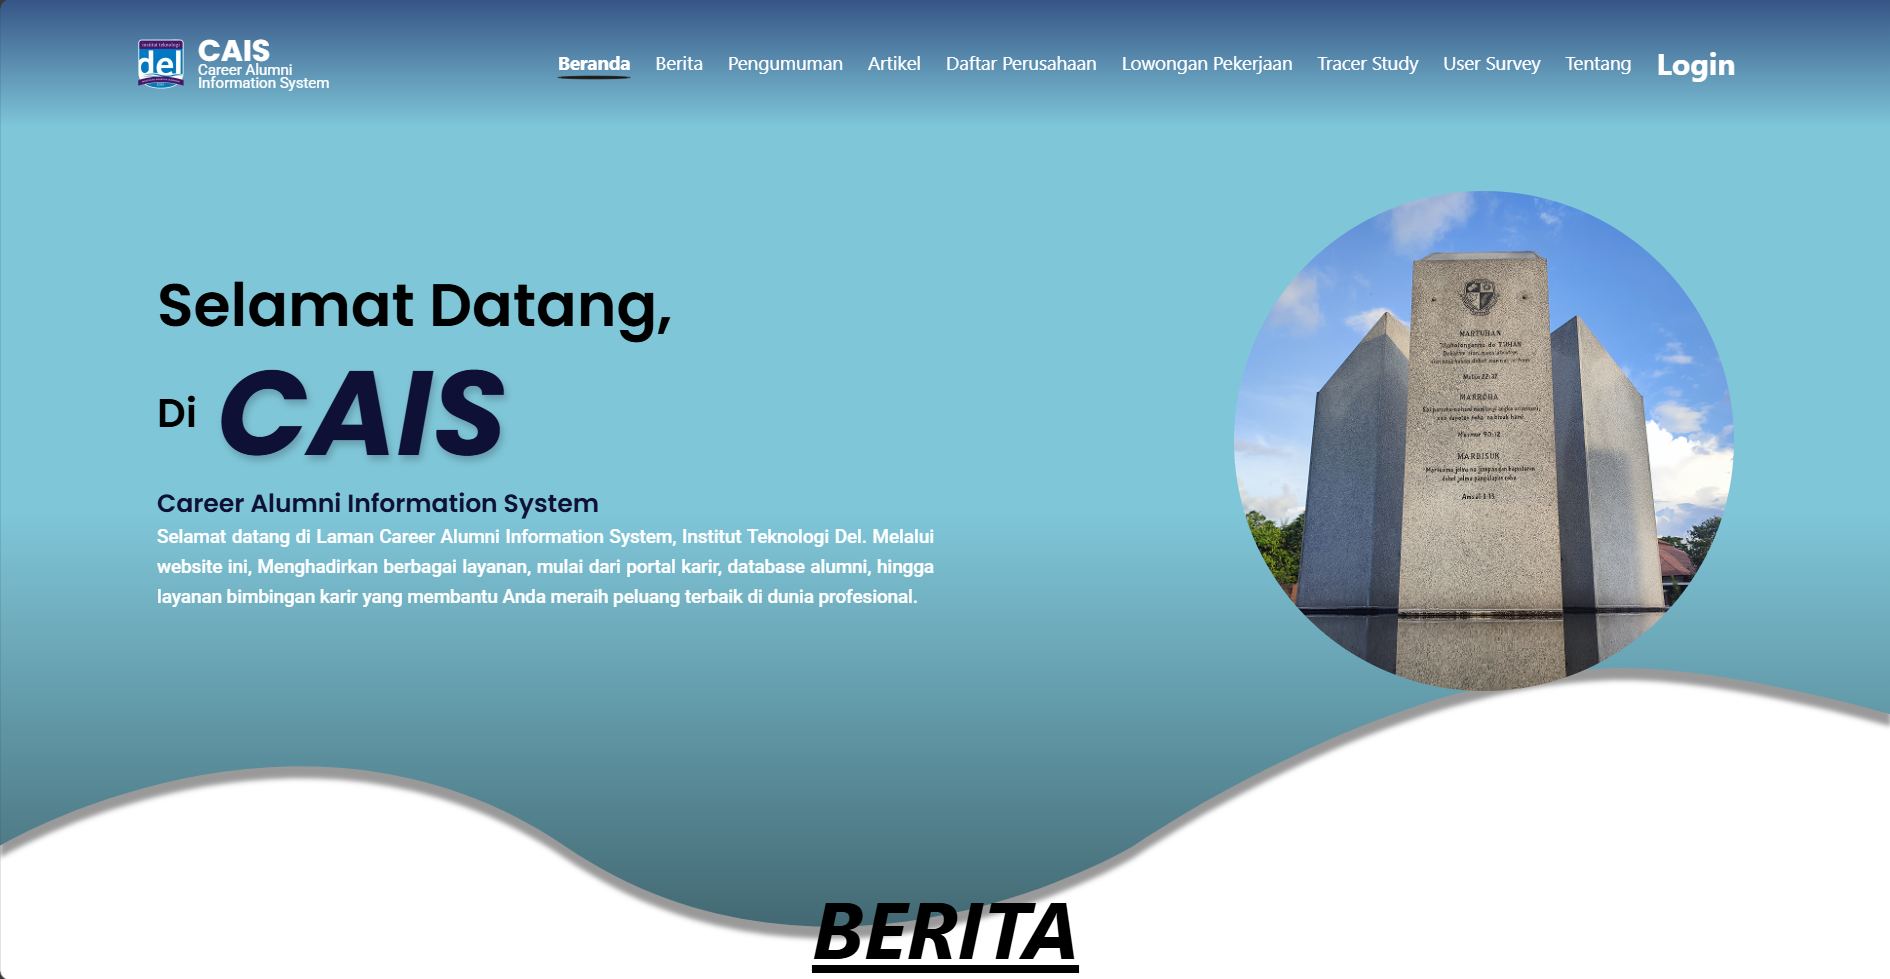 institut teknologi
del
CAIS
Career Alumni
Information System
Beranda
Berita
Pengumuman
Artikel
Daftar Perusahaan
Lowongan Pekerjaan
Tracer Study
User Survey
Tentang
Login
Selamat Datang,
Di CAIS
Career Alumni Information System
Selamat datang di Laman Career Alumni Information System, Institut Teknologi Del. Melalui
website ini, Menghadirkan berbagai layanan, mulai dari portal karir, database alumni, hingga
layanan bimbingan karir yang membantu Anda meraih peluang terbaik di dunia profesional.
MARTUHAN
TUHAN
MARROHA
MARBISUK
BERITA